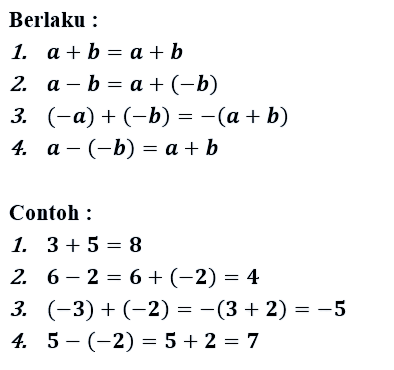 Berlaku :
1. a + b = a + b
2. a − b = a + (−b)
3. (−a) + (−b) = −(a + b)
4. a − (−b) = a + b
Contoh :
1. 3 + 5 = 8
2. 6 − 2 = 6 + (−2) = 4
3. (−3) + (−2) = −(3 + 2) = −5
4. 5 − (−2) = 5 + 2 = 7